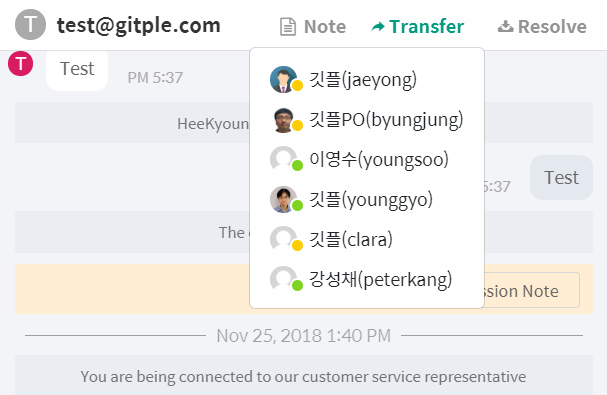 T test@gitple.com Note Transfer Resolve
T Test PM 5:37
깃플(jaeyong)
깃플PO(byungjung)
HeeKyoun
이영수(youngsoo)
5:37 Test
깃플(younggyo)
The
깃플(clara)
강성채(peterkang)
ssion Note
Nov 25, 2018 1:40 PM
You are being connected to our customer service representative